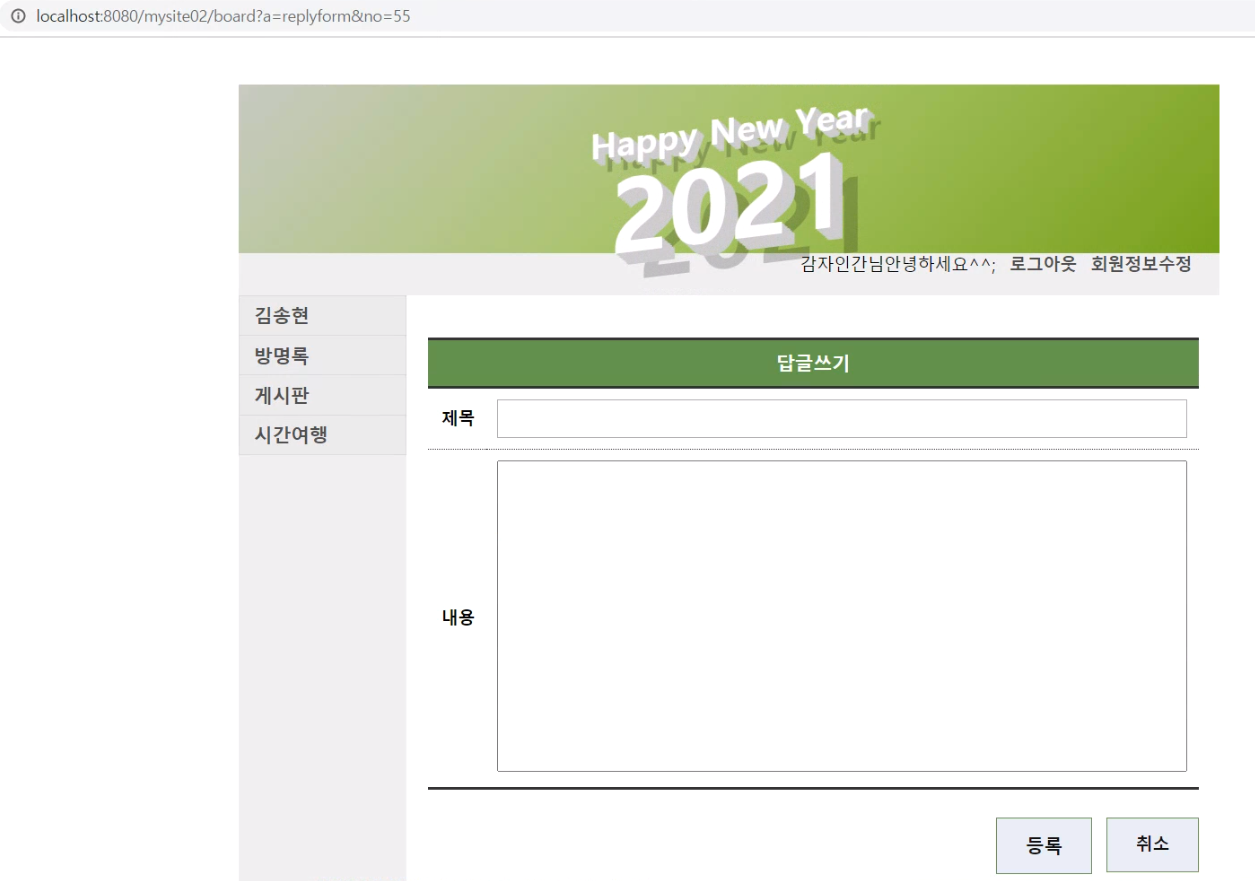 localhost:8080/mysite02/board?a=replyform&no=55
Happy New Year
2021
감자인간님안녕하세요^^; 로그아웃 회원정보수정
김송현
방명록
게시판
시간여행
답글쓰기
제목
내용
등록 취소